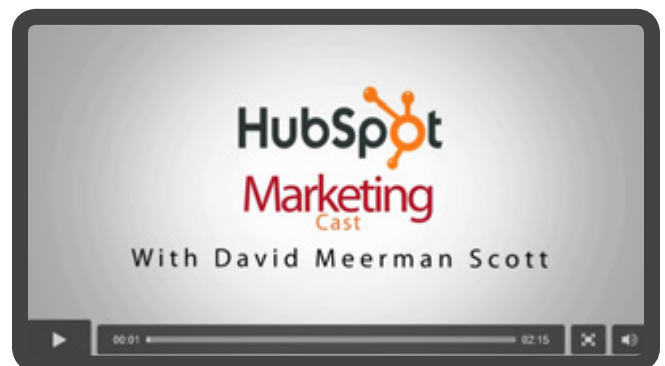 HubSpot
Marketing
Cast
With David Meerman Scott
00:01 02:15